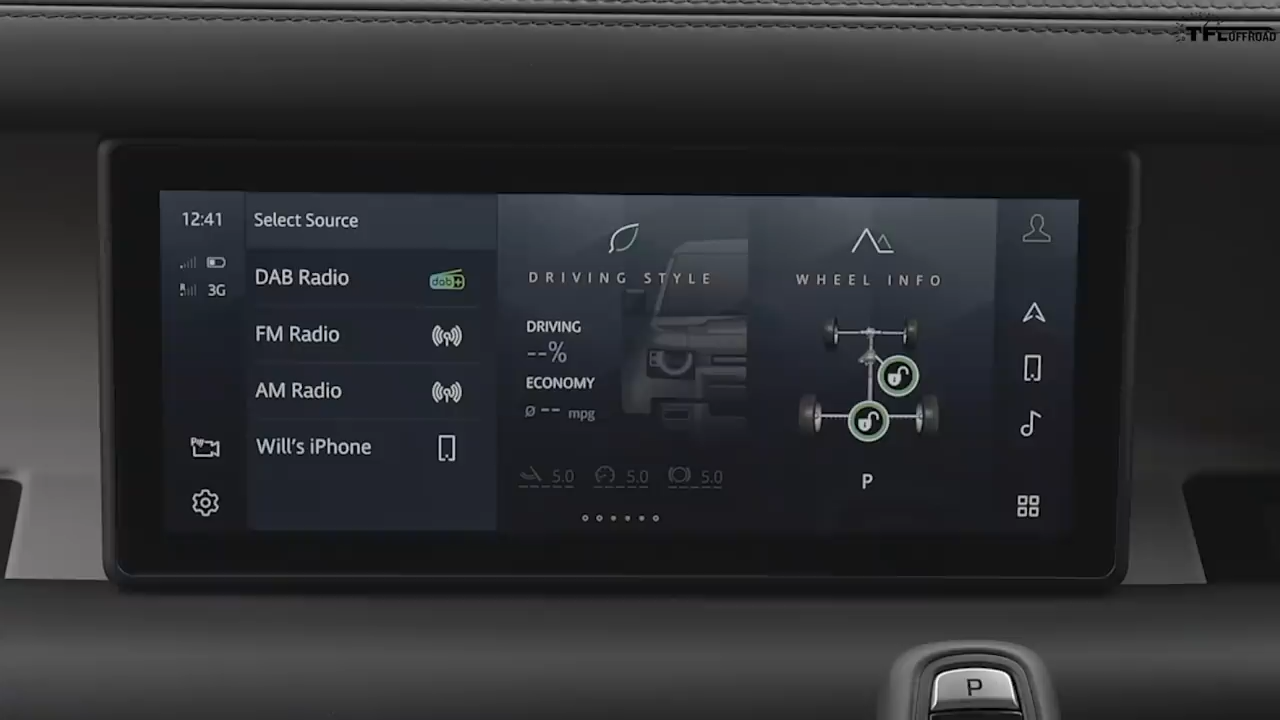 TFLOFFROAD
12:41
3G
Select Source
DAB Radio
dab+
FM Radio
AM Radio
Will's iPhone
DRIVING STYLE
DRIVING
--%
ECONOMY
Ø -- mpg
5.0 5.0 5.0
WHEEL INFO
P
P